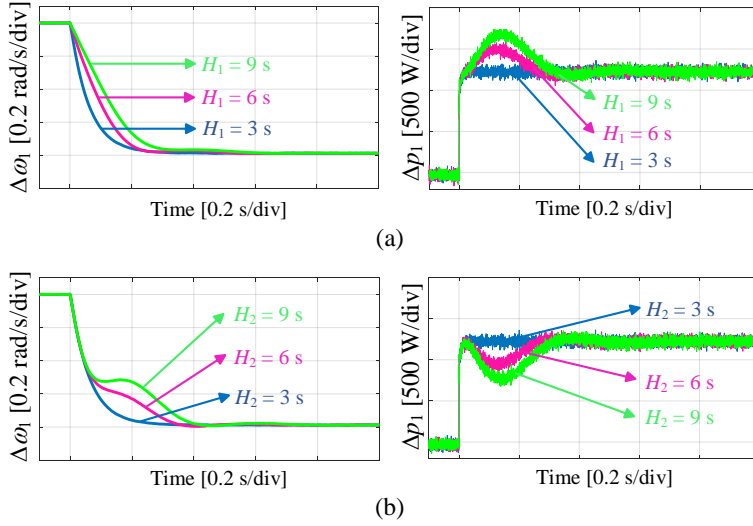 Δω₁ [0.2 rad/s/div]
H₁ = 9 s
H₁ = 6 s
H₁ = 3 s
Time [0.2 s/div]
Δp₁ [500 W/div]
H₁ = 9 s
H₁ = 6 s
H₁ = 3 s
Time [0.2 s/div]
(a)
Δω₁ [0.2 rad/s/div]
H₂ = 9 s
H₂ = 6 s
H₂ = 3 s
Time [0.2 s/div]
Δp₁ [500 W/div]
H₂ = 3 s
H₂ = 6 s
H₂ = 9 s
Time [0.2 s/div]
(b)